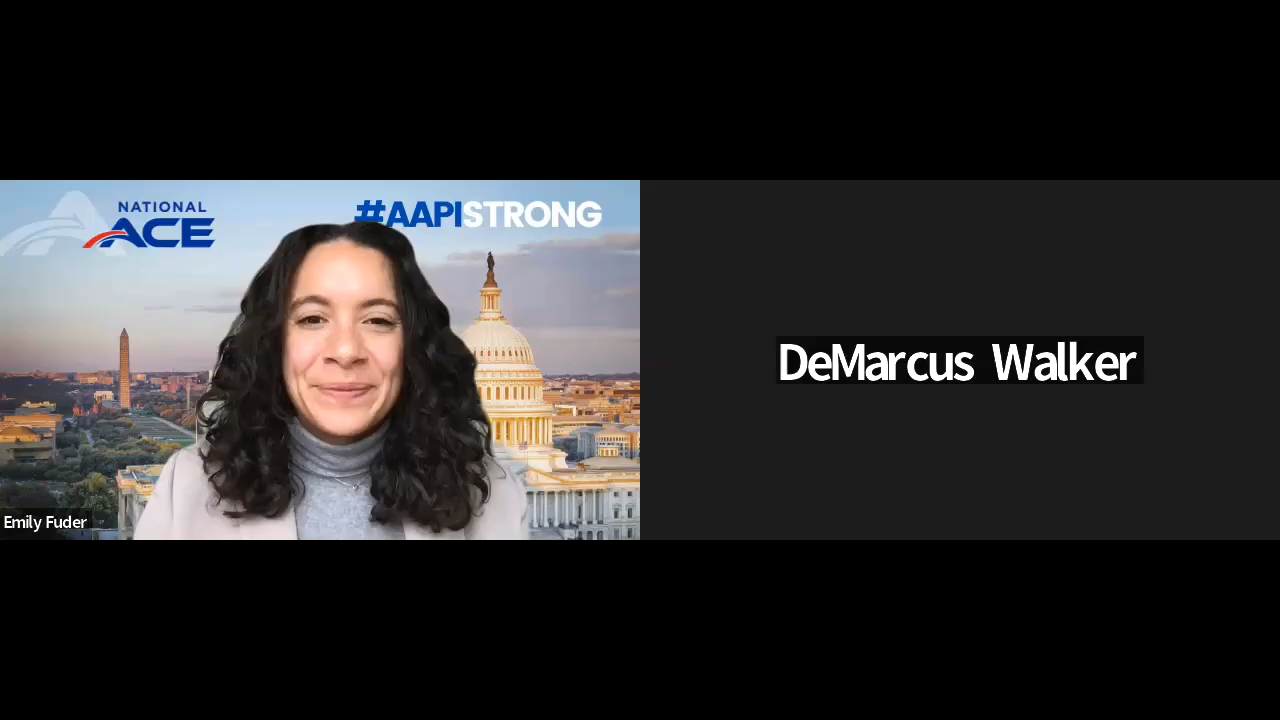 NATIONAL
ACE
#AAPISTRONG
DeMarcus Walker
Emily Fuder